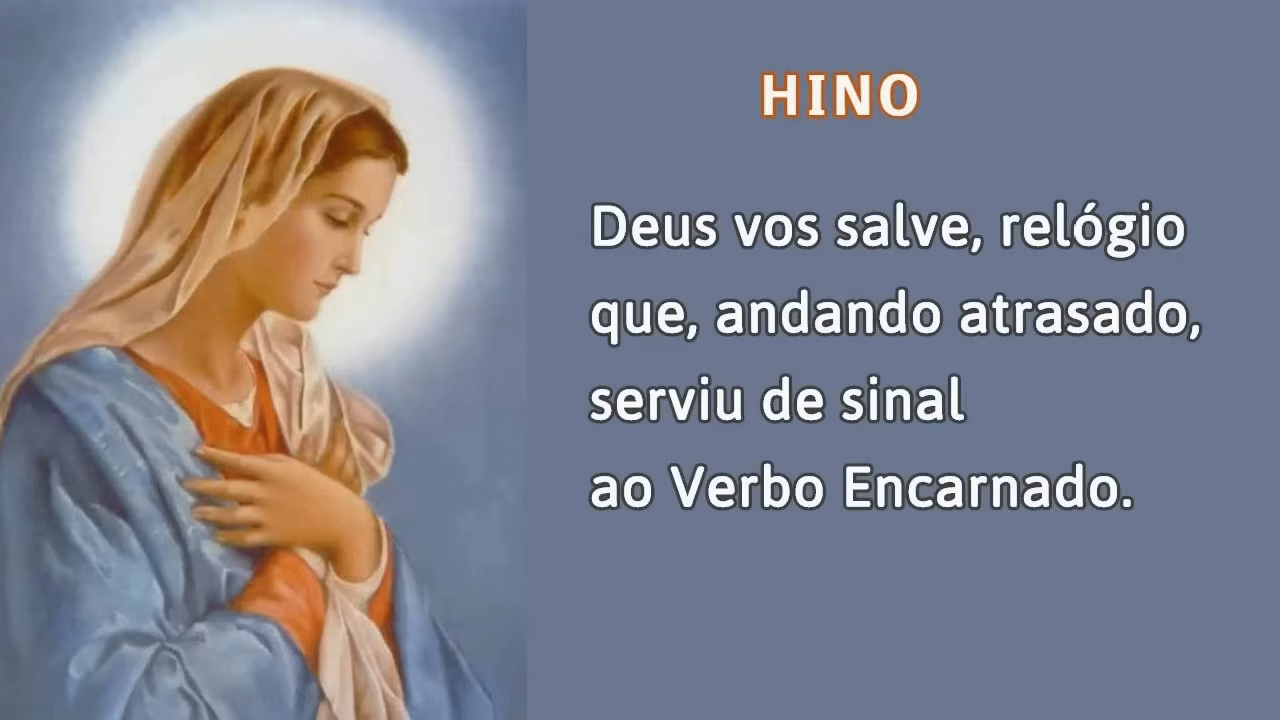 HINO
Deus vos salve, relógio
que, andando atrasado,
serviu de sinal
ao Verbo Encarnado.